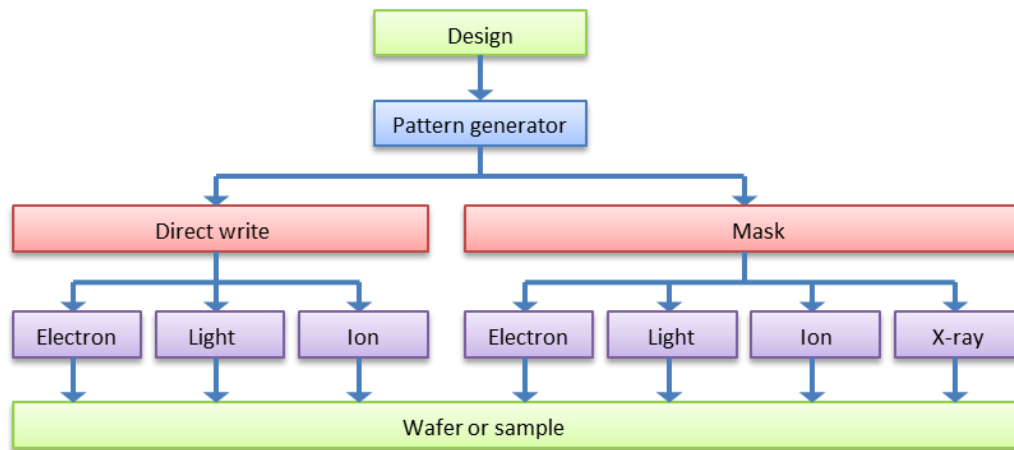 Design
Pattern generator
Direct write
Mask
Electron
Light
Ion
Electron
Light
Ion
X-ray
Wafer or sample